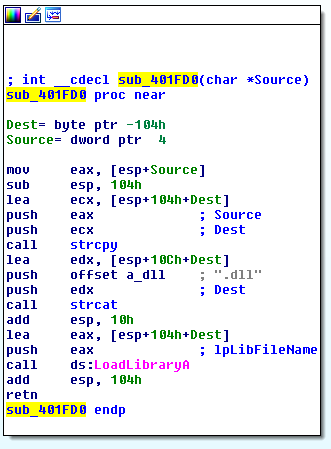 ; int __cdecl sub_401FD0(char *Source)
sub_401FD0 proc near
Dest= byte ptr -104h
Source= dword ptr  4
mov     eax, [esp+Source]
sub     esp, 104h
lea     ecx, [esp+104h+Dest]
push    eax             ; Source
push    ecx             ; Dest
call    strcpy
lea     edx, [esp+10Ch+Dest]
push    offset a_dll    ; ".dll"
push    edx             ; Dest
call    strcat
add     esp, 10h
lea     eax, [esp+104h+Dest]
push    eax             ; lpLibFileName
call    ds:LoadLibraryA
add     esp, 104h
retn
sub_401FD0 endp